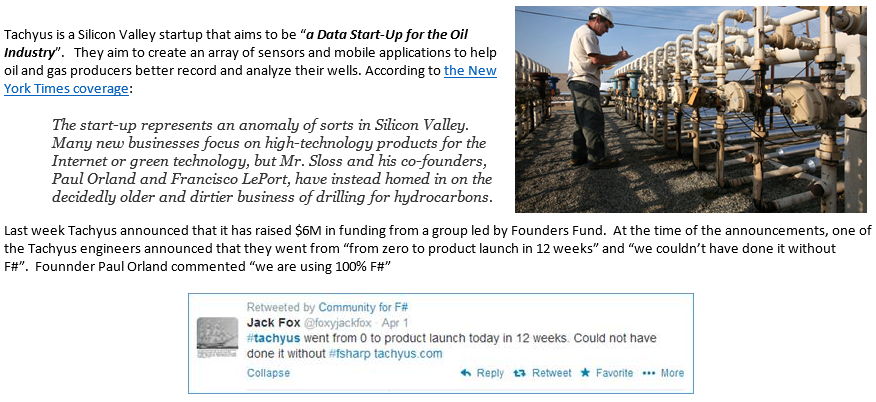 Tachyus is a Silicon Valley startup that aims to be “a Data Start-Up for the Oil
Industry”.   They aim to create an array of sensors and mobile applications to help
oil and gas producers better record and analyze their wells. According to the New
York Times coverage:
The start-up represents an anomaly of sorts in Silicon Valley.
Many new businesses focus on high-technology products for the
Internet or green technology, but Mr. Sloss and his co-founders,
Paul Orland and Francisco LePort, have instead homed in on the
decidedly older and dirtier business of drilling for hydrocarbons.
Last week Tachyus announced that it has raised $6M in funding from a group led by Founders Fund.  At the time of the announcements, one of
the Tachyus engineers announced that they went from “from zero to product launch in 12 weeks” and “we couldn’t have done it without
F#”.  Founnder Paul Orland commented “we are using 100% F#”
Retweeted by Community for F#
Jack Fox @foxyjackfox · Apr 1
#tachyus went from 0 to product launch today in 12 weeks. Could not have
done it without #fsharp tachyus.com
Collapse Reply Retweet Favorite More